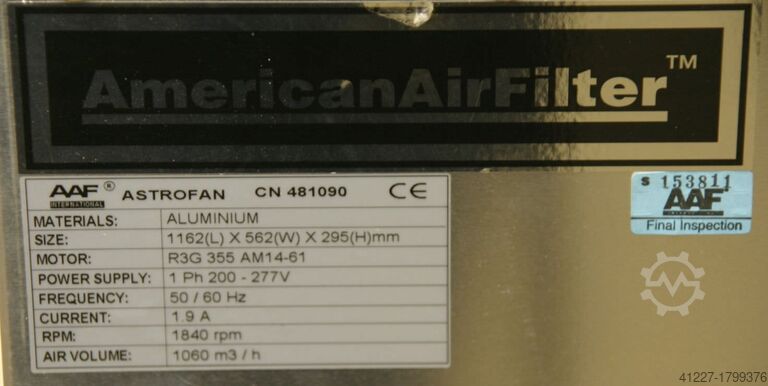 AmericanAirFilter™
AAF® ASTROFAN CN 481090 CE
INTERNATIONAL
MATERIALS: ALUMINIUM
SIZE: 1162(L) X 562(W) X 295(H)mm
MOTOR: R3G 355 AM14-61
POWER SUPPLY: 1 Ph 200 - 277V
FREQUENCY: 50 / 60 Hz
CURRENT: 1.9 A
RPM: 1840 rpm
AIR VOLUME: 1060 m3 / h
S 153811
AAF
Final Inspection
41227-1799376